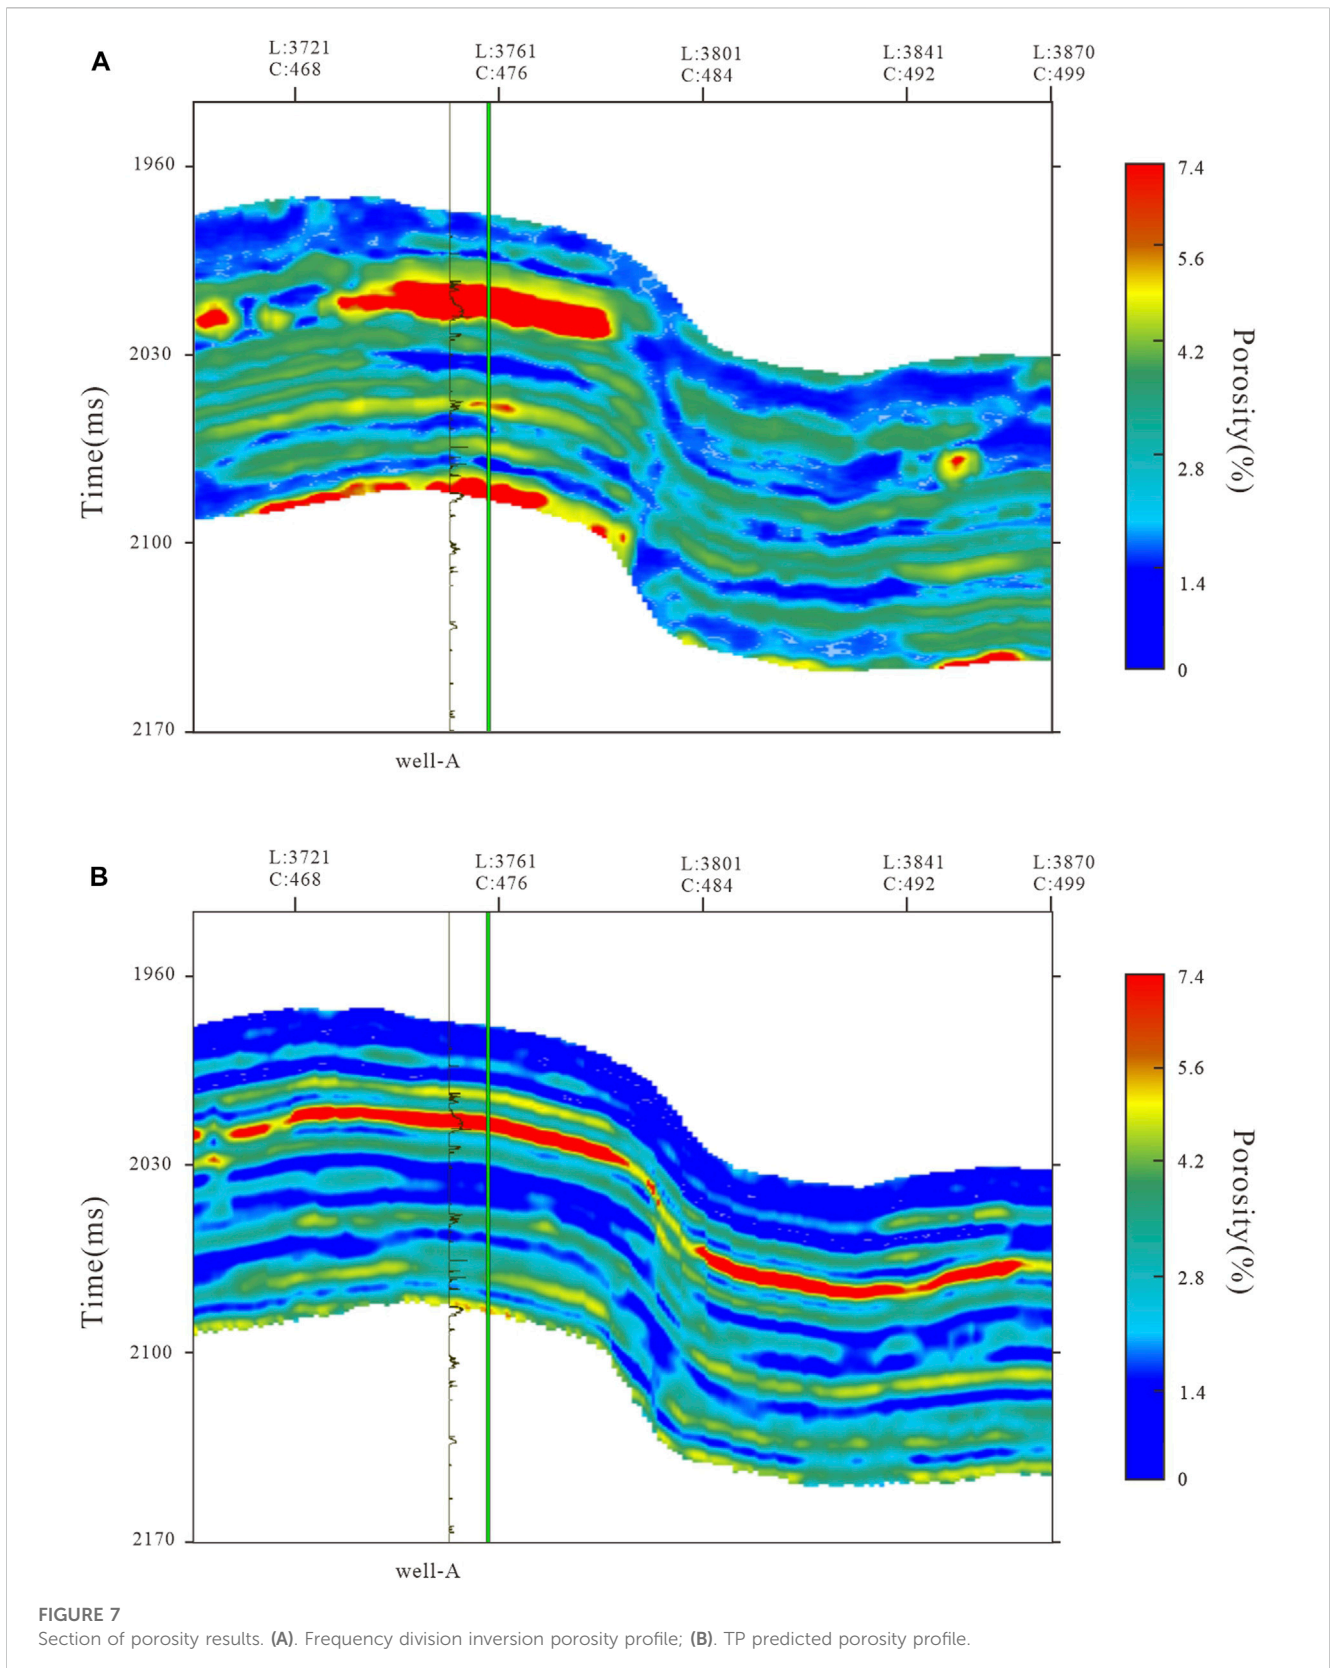 A
L:3721 L:3761 L:3801 L:3841 L:3870
C:468 C:476 C:484 C:492 C:499
1960
2030
2100
2170
Time(ms)
well-A
7.4
5.6
4.2
2.8
1.4
0
Porosity(%)
B
L:3721 L:3761 L:3801 L:3841 L:3870
C:468 C:476 C:484 C:492 C:499
1960
2030
2100
2170
Time(ms)
well-A
7.4
5.6
4.2
2.8
1.4
0
Porosity(%)
FIGURE 7
Section of porosity results. (A). Frequency division inversion porosity profile; (B). TP predicted porosity profile.